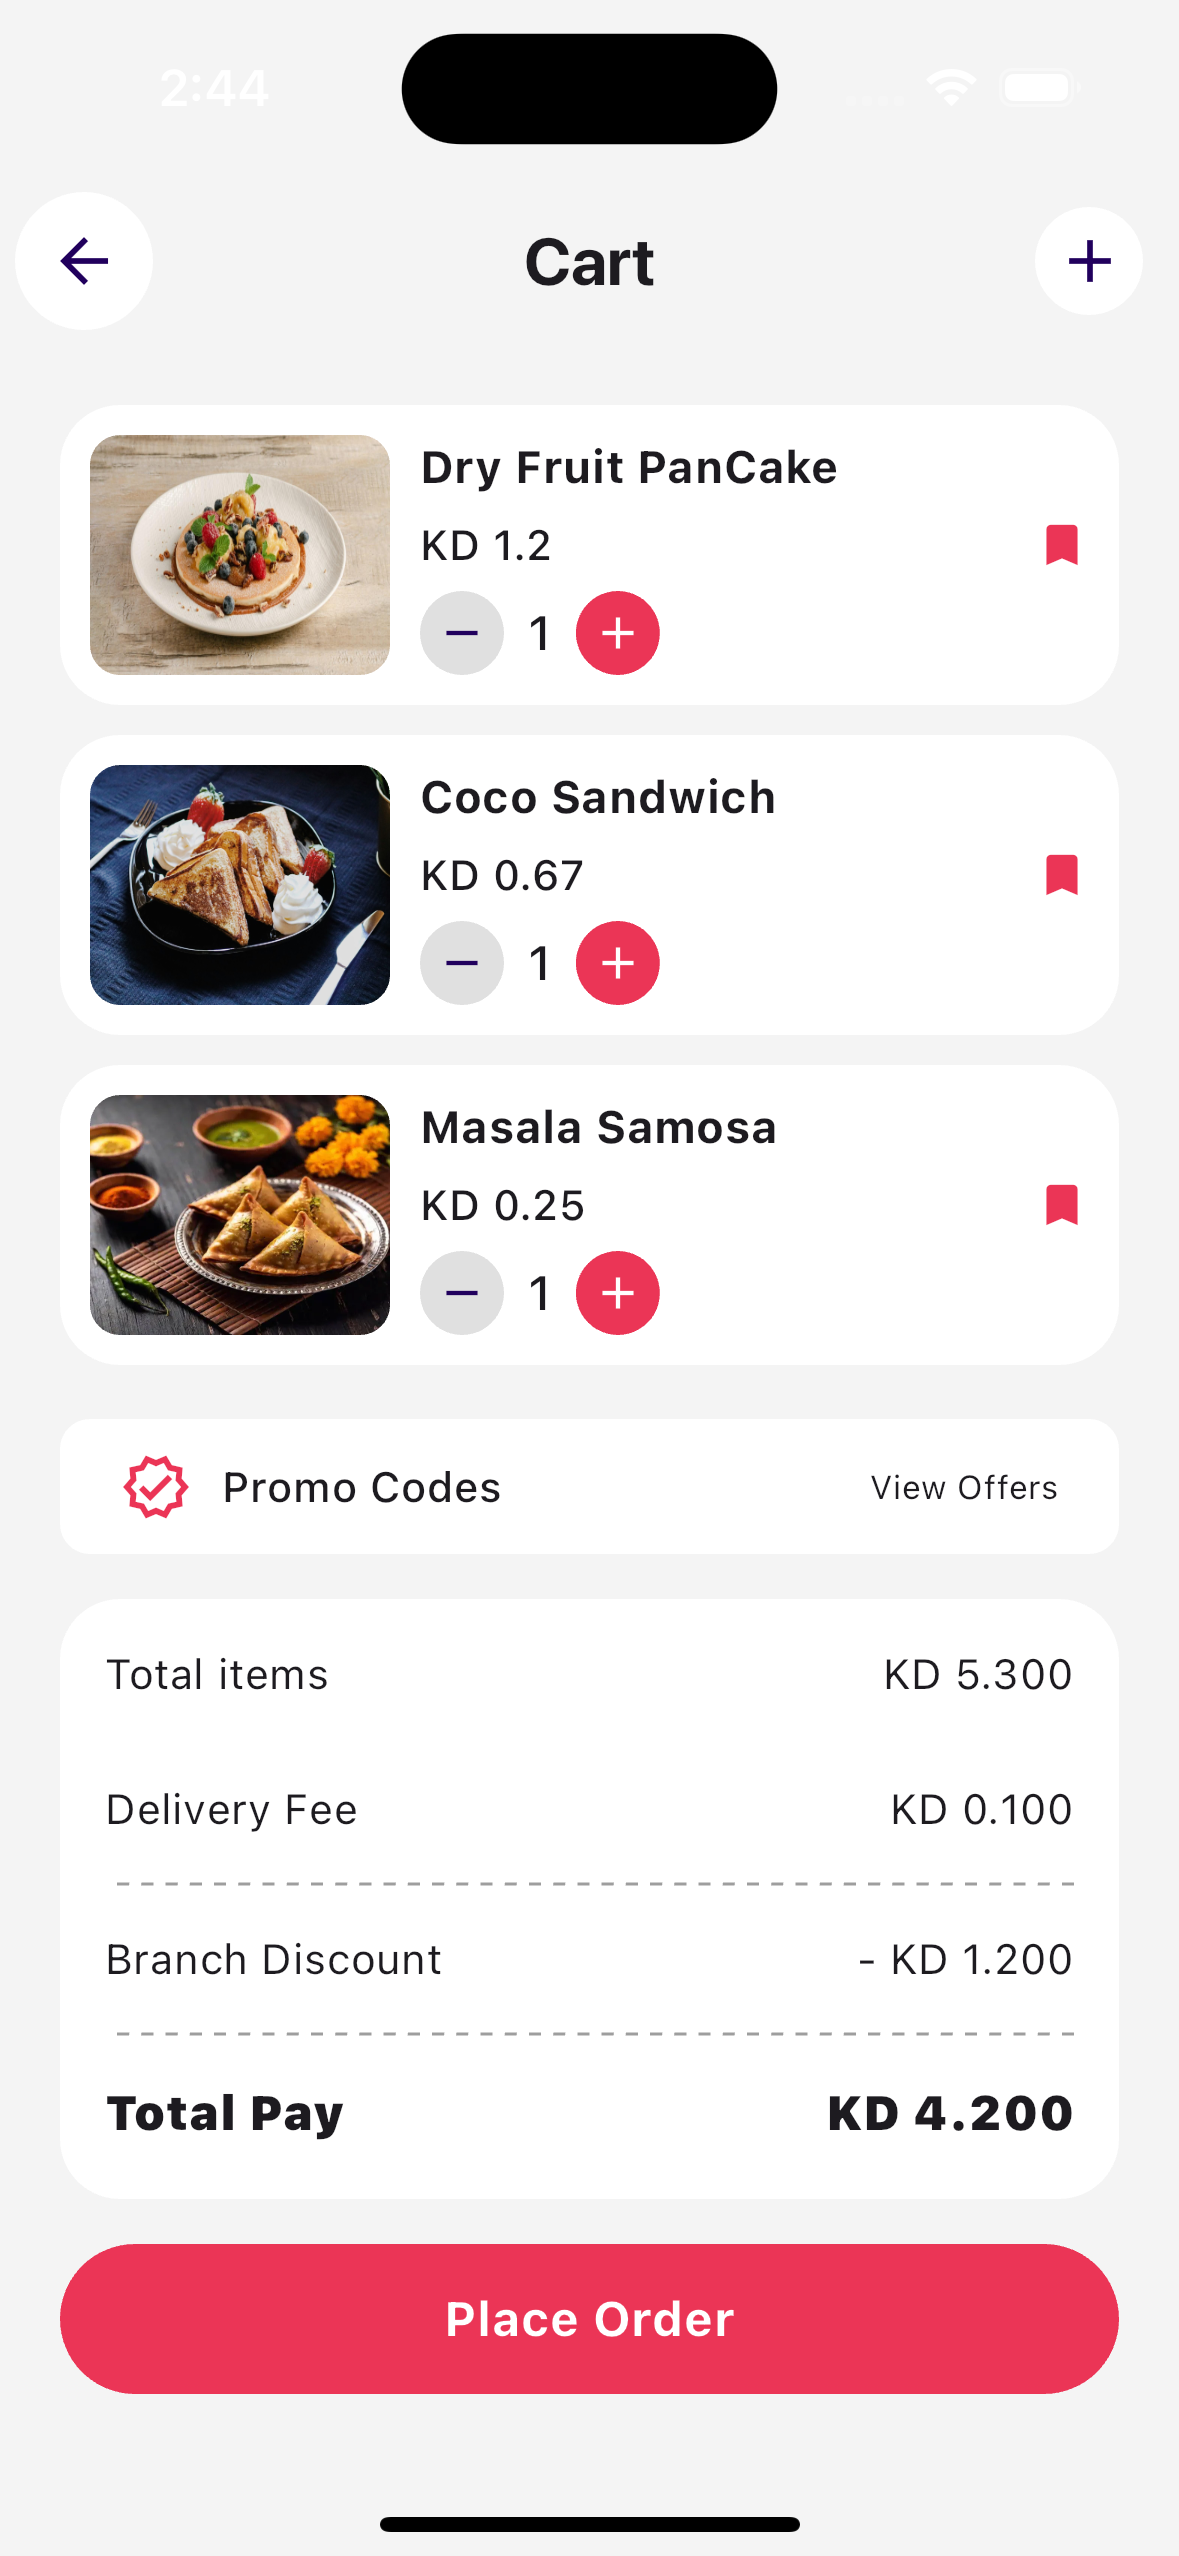 2:44
Cart
Dry Fruit PanCake
KD 1.2
1
Coco Sandwich
KD 0.67
1
Masala Samosa
KD 0.25
1
Promo Codes View Offers
Total items KD 5.300
Delivery Fee KD 0.100
Branch Discount - KD 1.200
Total Pay KD 4.200
Place Order